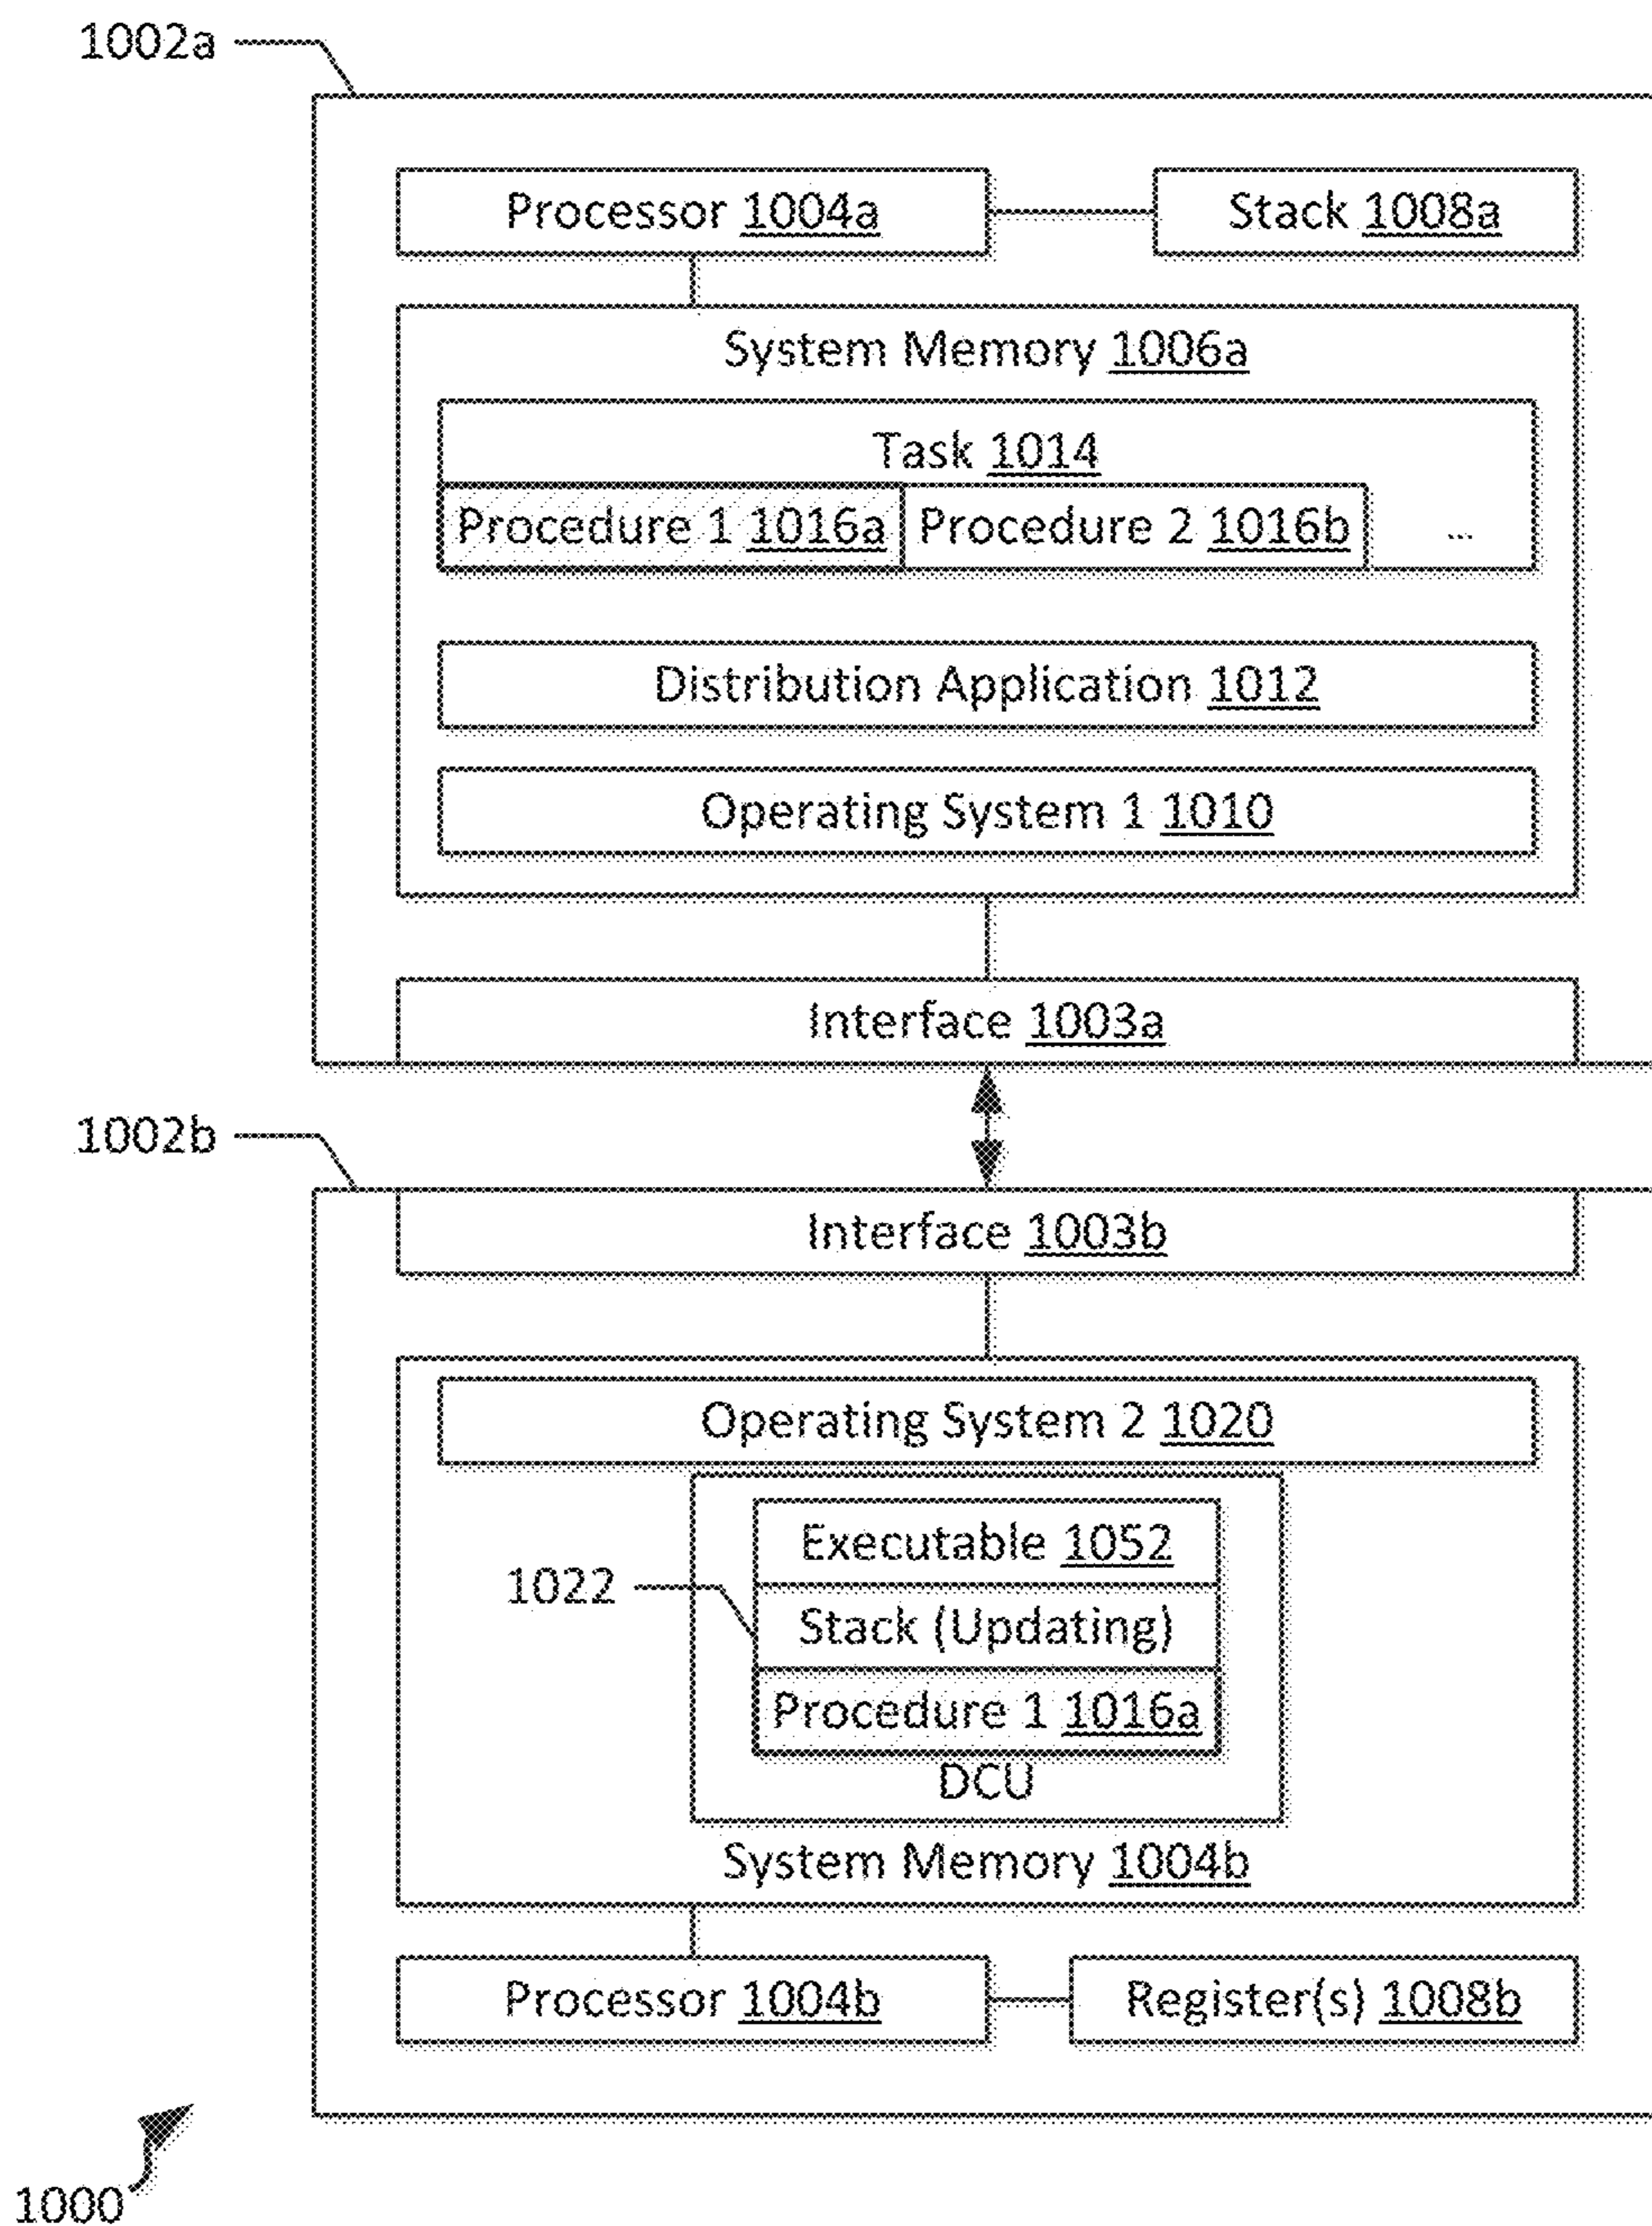 1002a
Processor 1004a
Stack 1008a
System Memory 1006a
Task 1014
Procedure 1 1016a
Procedure 2 1016b
...
Distribution Application 1012
Operating System 1 1010
Interface 1003a
1002b
Interface 1003b
Operating System 2 1020
Executable 1052
1022
Stack (Updating)
Procedure 1 1016a
DCU
System Memory 1004b
Processor 1004b
Register(s) 1008b
1000